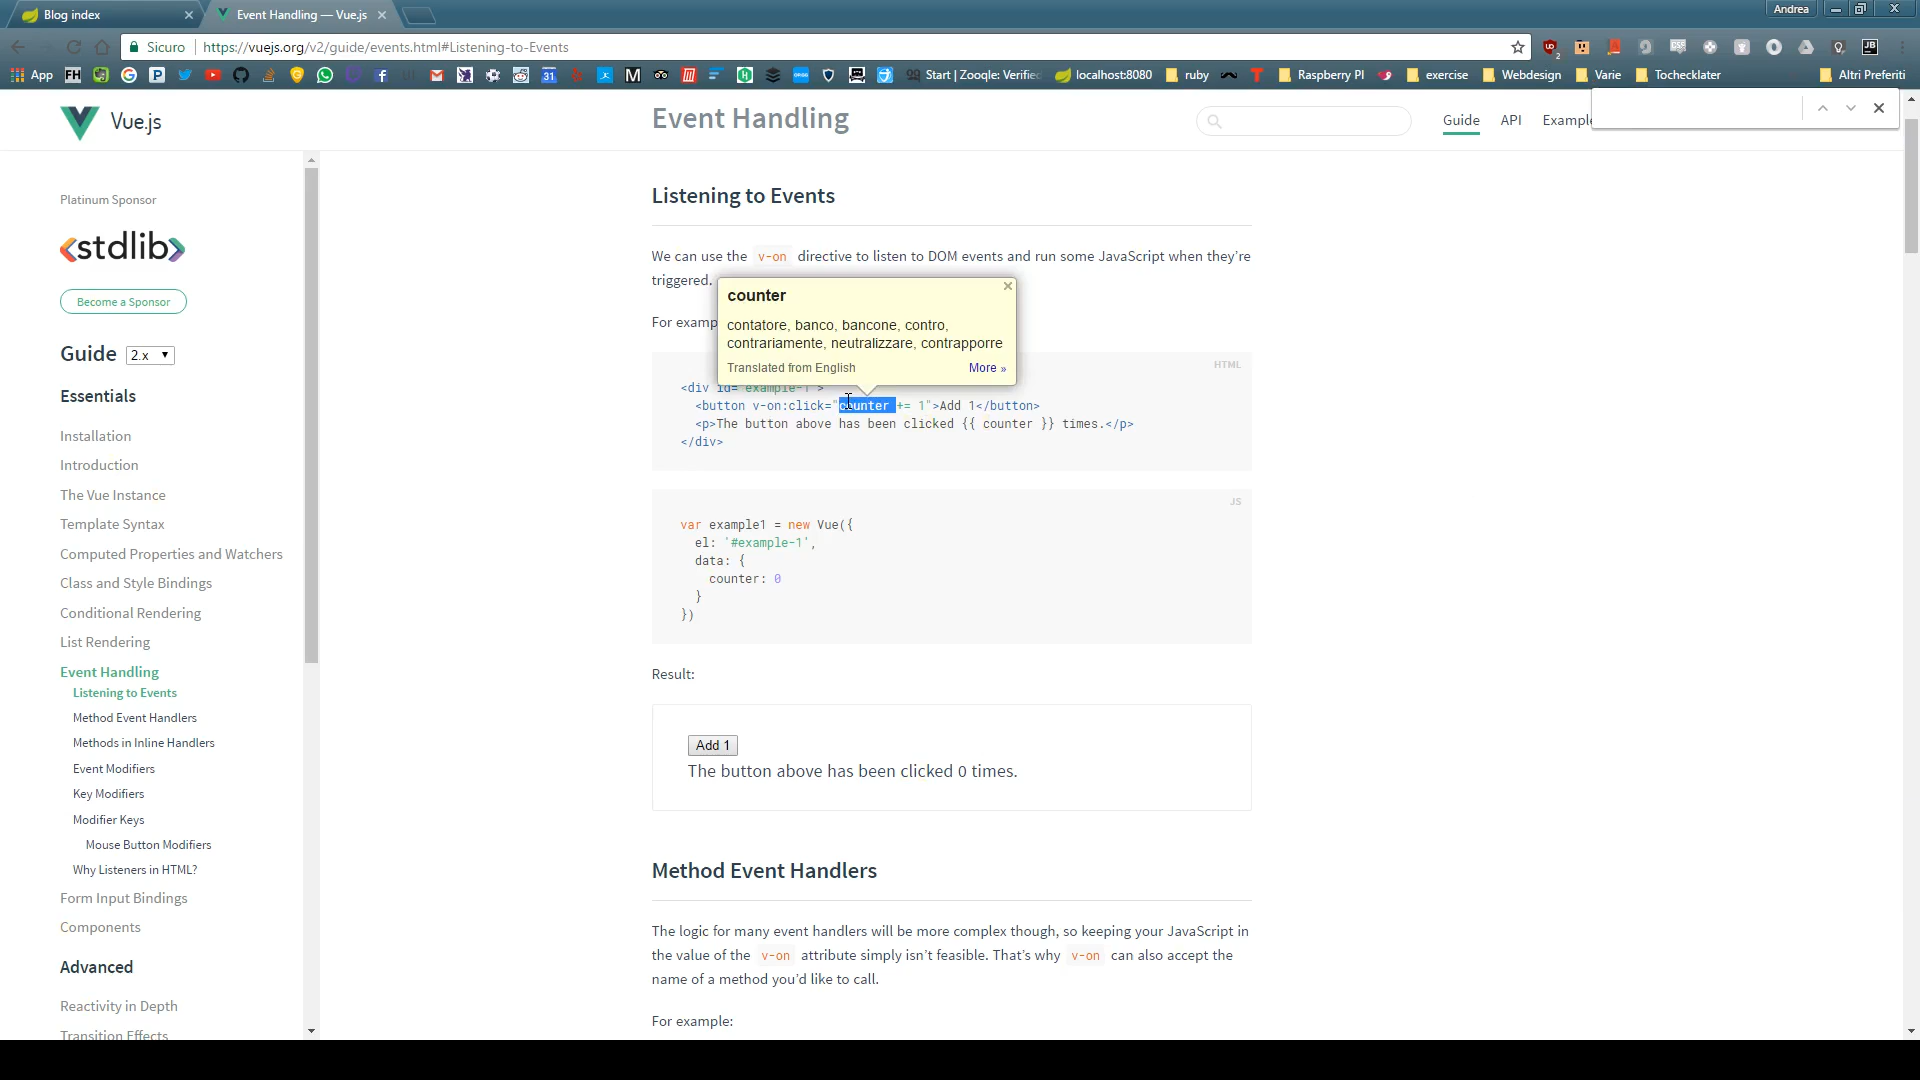 Blog index
Event Handling — Vue.js
Andrea
Sicuro
https://vuejs.org/v2/guide/events.html#Listening-to-Events
App
Start | Zooqle: Verifie
localhost8080
ruby
Raspberry PI
exercise
Webdesign
Varie
Tochecklater
Altri Preferiti
Vue.js
Event Handling
Guide
API
Example
Platinum Sponsor
<stdlib>
Become a Sponsor
Guide
2.x
Essentials
Installation
Introduction
The Vue Instance
Template Syntax
Computed Properties and Watchers
Class and Style Bindings
Conditional Rendering
List Rendering
Event Handling
Listening to Events
Method Event Handlers
Methods in Inline Handlers
Event Modifiers
Key Modifiers
Modifier Keys
Mouse Button Modifiers
Why Listeners in HTML?
Form Input Bindings
Components
Advanced
Reactivity in Depth
Transition Effects
Listening to Events
We can use the v-on directive to listen to DOM events and run some JavaScript when they're
triggered.
For examp
counter
contatore, banco, bancone, contro,
contrariamente, neutralizzare, contrapporre
Translated from English
More »
HTML
<div id="example-1">
<button v-on:click="counter += 1">Add 1</button>
<p>The button above has been clicked {{ counter }} times.</p>
</div>
JS
var example1 = new Vue({
el: '#example-1',
data: {
counter: 0
}
})
Result:
Add 1
The button above has been clicked 0 times.
Method Event Handlers
The logic for many event handlers will be more complex though, so keeping your JavaScript in
the value of the v-on attribute simply isn't feasible. That's why v-on can also accept the
name of a method you'd like to call.
For example: